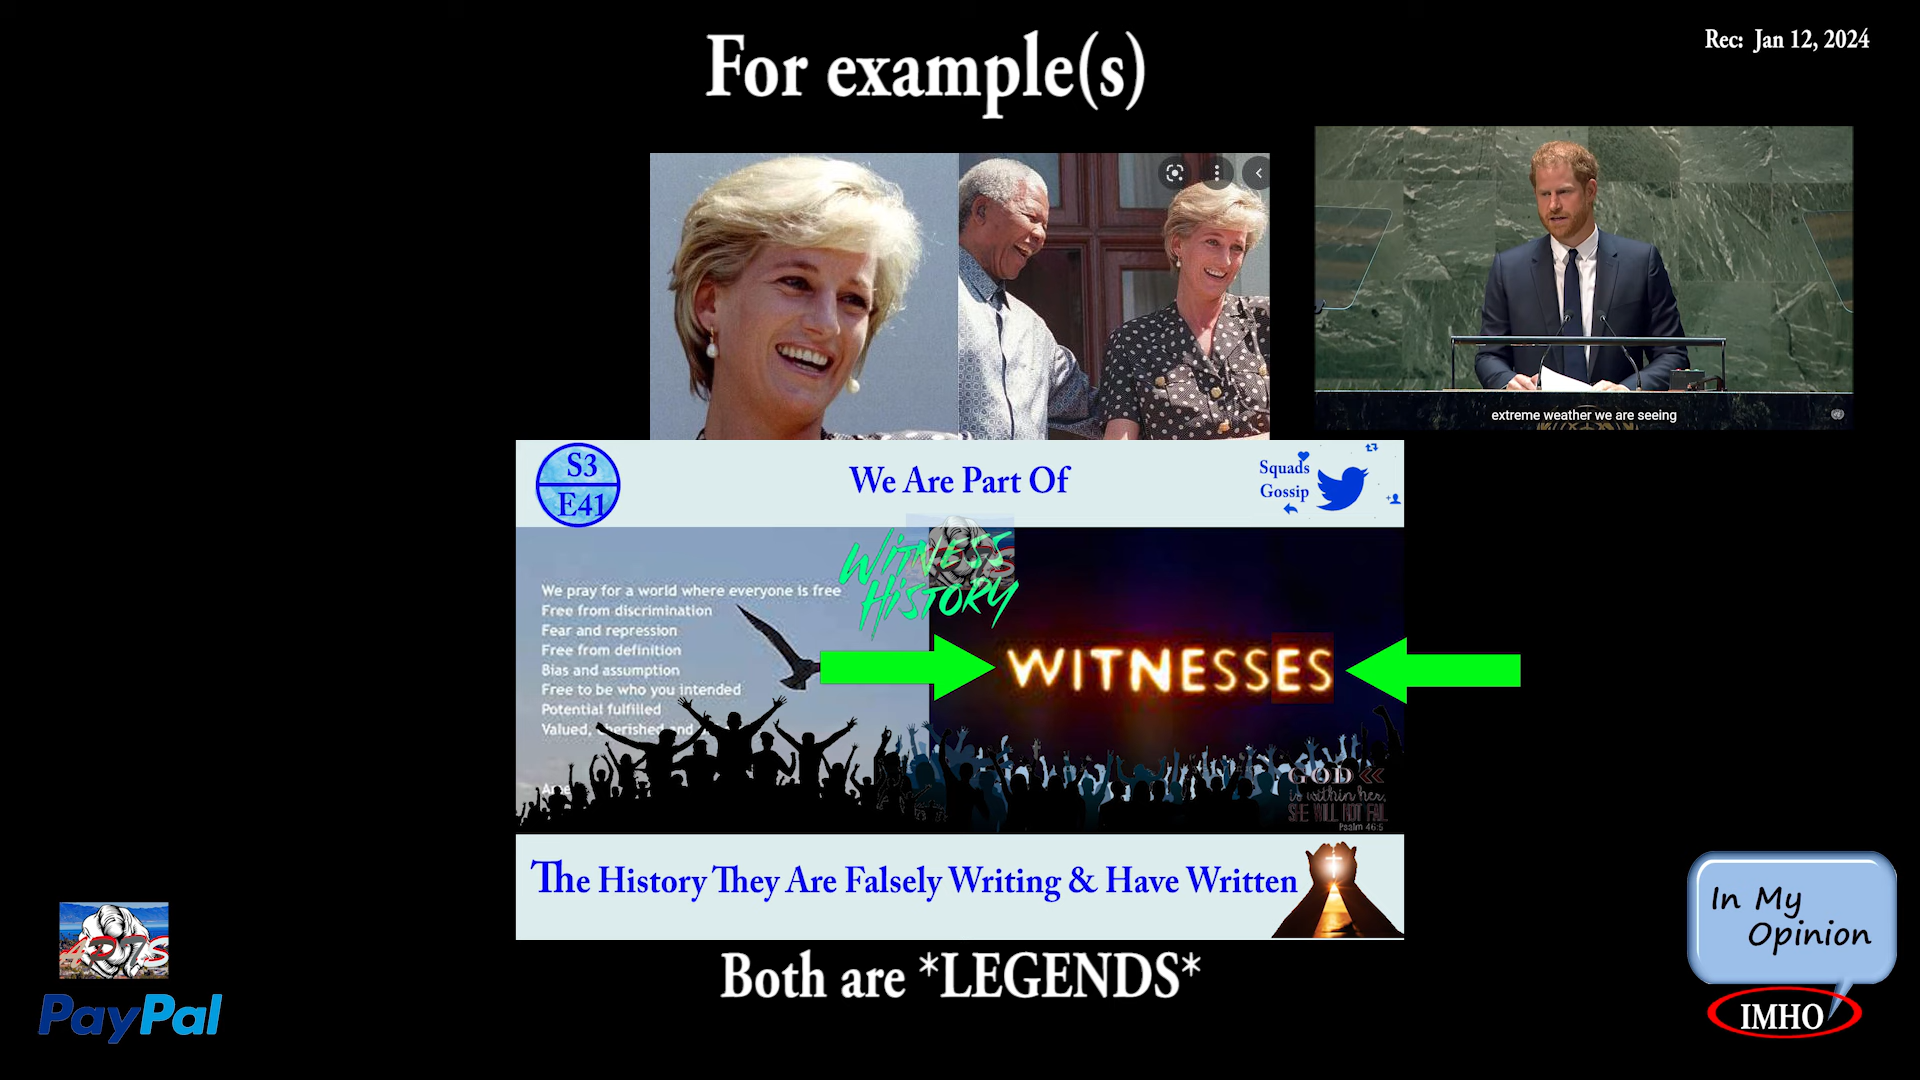 For example(s)
Rec: Jan 12, 2024
extreme weather we are seeing
S3
E41
We Are Part Of
Squads
Gossip
WITNESS
HISTORY
We pray for a world where everyone is free
Free from discrimination
Fear and repression
Free from definition
Bias and assumption
Free to be who you intended
Potential fulfilled
Valued, cherished and
WITNESSES
GOD
is within her,
SHE WILL NOT FAIL
Psalm 46:5
The History They Are Falsely Writing & Have Written
Both are *LEGENDS*
PayPal
In My
Opinion
IMHO